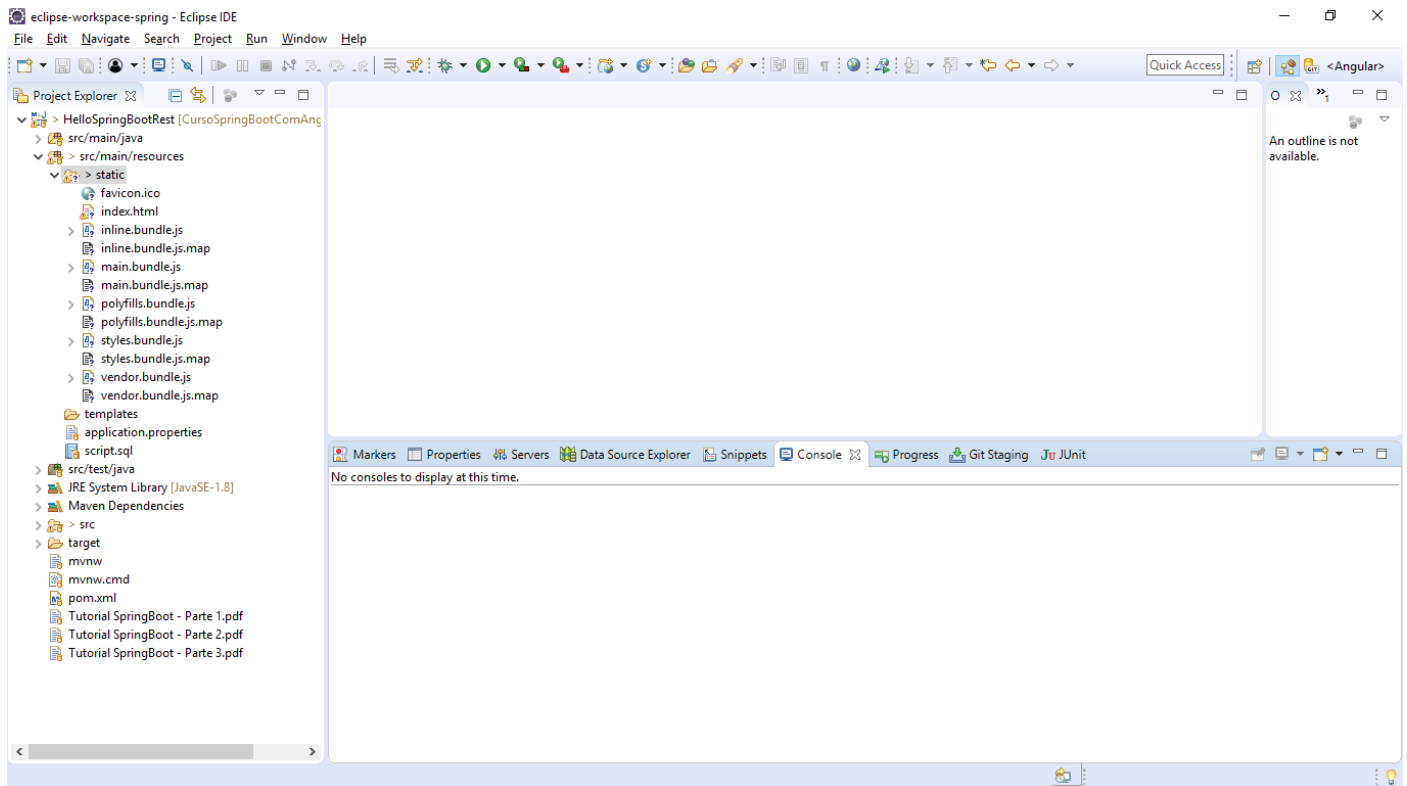 eclipse-workspace-spring - Eclipse IDE
File Edit Navigate Search Project Run Window Help
Quick Access
<Angular>
Project Explorer
> HelloSpringBootRest [CursoSpringBootComAng
src/main/java
> src/main/resources
> static
favicon.ico
index.html
inline.bundle.js
inline.bundle.js.map
main.bundle.js
main.bundle.js.map
polyfills.bundle.js
polyfills.bundle.js.map
styles.bundle.js
styles.bundle.js.map
vendor.bundle.js
vendor.bundle.js.map
templates
application.properties
script.sql
src/test/java
JRE System Library [JavaSE-1.8]
Maven Dependencies
> src
target
mvnw
mvnw.cmd
pom.xml
Tutorial SpringBoot - Parte 1.pdf
Tutorial SpringBoot - Parte 2.pdf
Tutorial SpringBoot - Parte 3.pdf
O »1
An outline is not
available.
Markers Properties Servers Data Source Explorer Snippets Console Progress Git Staging JUnit
No consoles to display at this time.